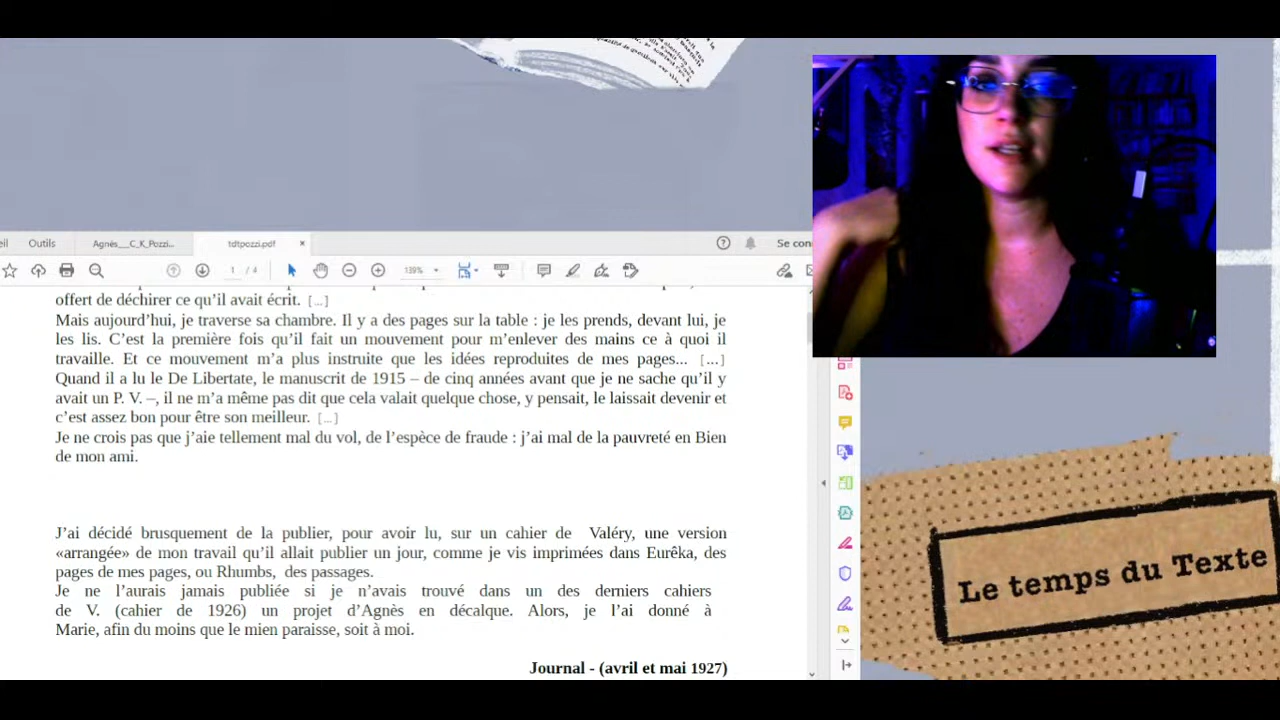 eil Outils Agnès___C_K_Pozzi... tdtpozzi.pdf × Se con
1 / 4 139%
offert de déchirer ce qu’il avait écrit. [...]
Mais aujourd’hui, je traverse sa chambre. Il y a des pages sur la table : je les prends, devant lui, je
les lis. C’est la première fois qu’il fait un mouvement pour m’enlever des mains ce à quoi il
travaille. Et ce mouvement m’a plus instruite que les idées reproduites de mes pages... [...]
Quand il a lu le De Libertate, le manuscrit de 1915 – de cinq années avant que je ne sache qu’il y
avait un P. V. –, il ne m’a même pas dit que cela valait quelque chose, y pensait, le laissait devenir et
c’est assez bon pour être son meilleur. [...]
Je ne crois pas que j’aie tellement mal du vol, de l’espèce de fraude : j’ai mal de la pauvreté en Bien
de mon ami.
J’ai décidé brusquement de la publier, pour avoir lu, sur un cahier de Valéry, une version
«arrangée» de mon travail qu’il allait publier un jour, comme je vis imprimées dans Eurêka, des
pages de mes pages, ou Rhumbs, des passages.
Je ne l’aurais jamais publiée si je n’avais trouvé dans un des derniers cahiers
de V. (cahier de 1926) un projet d’Agnès en décalque. Alors, je l’ai donné à
Marie, afin du moins que le mien paraisse, soit à moi.
Journal - (avril et mai 1927)
Le temps du Texte